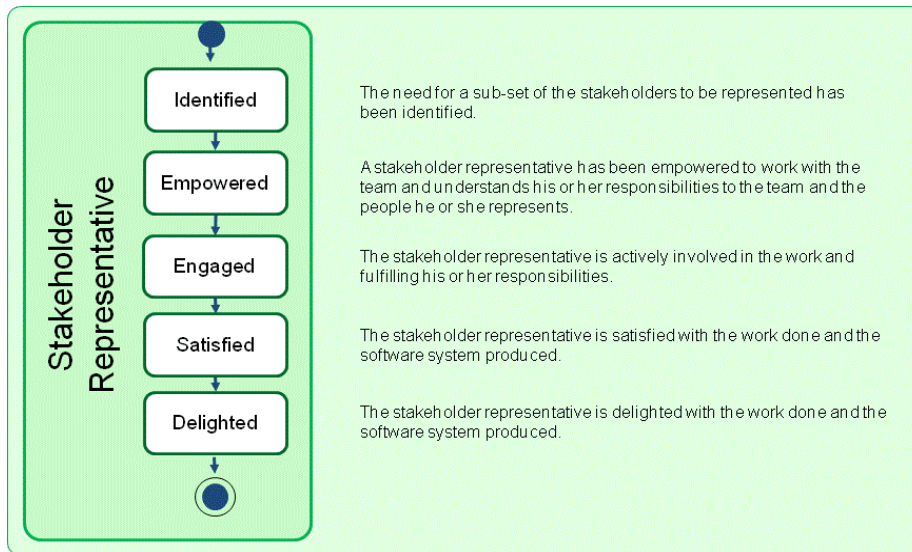 Stakeholder
Representative
Identified
The need for a sub-set of the stakeholders to be represented has
been identified.
Empowered
A stakeholder representative has been empowered to work with the
team and understands his or her responsibilities to the team and the
people he or she represents.
Engaged
The stakeholder representative is actively involved in the work and
fulfilling his or her responsibilities.
Satisfied
The stakeholder representative is satisfied with the work done and the
software system produced.
Delighted
The stakeholder representative is delighted with the work done and the
software system produced.